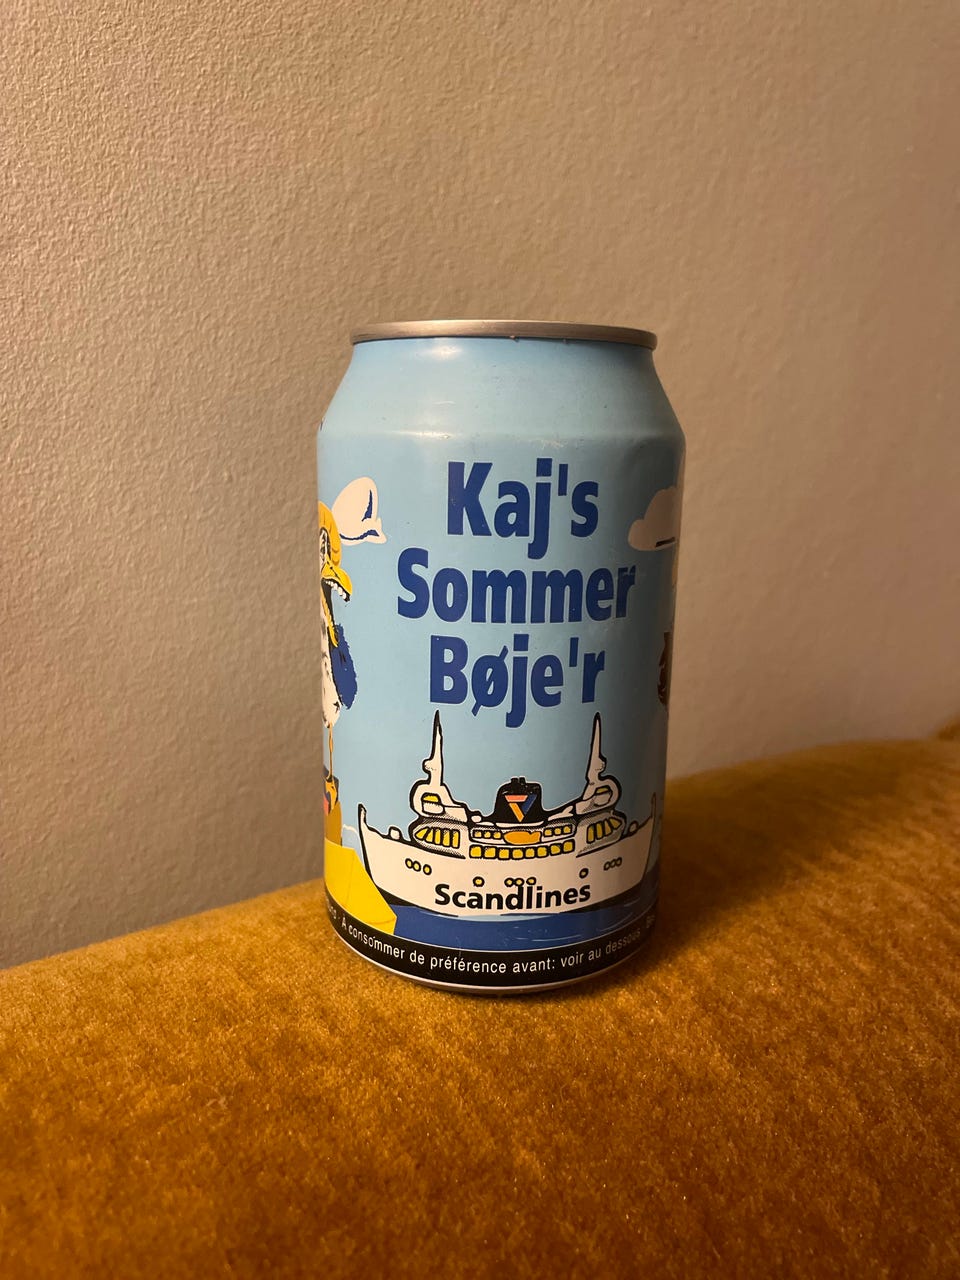 Kaj's
Sommer
Bøje'r
Scandlines
À consommer de préférence avant: voir au dessous